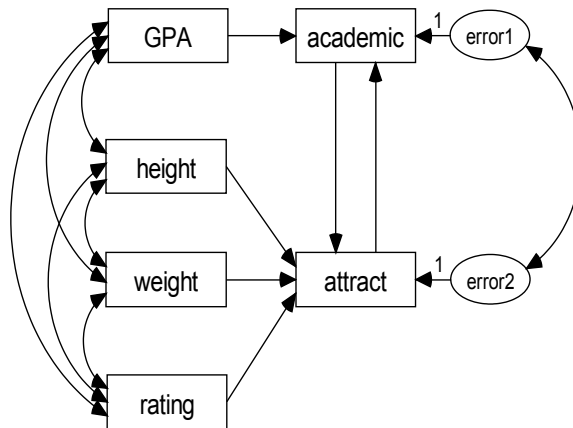 GPA
academic
1
error1
height
weight
attract
1
error2
rating